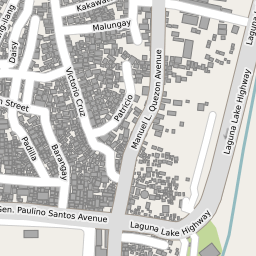 Kakawate
Malungay
Daisy
Victorio Cruz
Patricio
Manuel L. Quezon Avenue
Laguna
Laguna Lake Highway
Street
Padilla
Barangay
Gen. Paulino Santos Avenue
Laguna Lake Highway